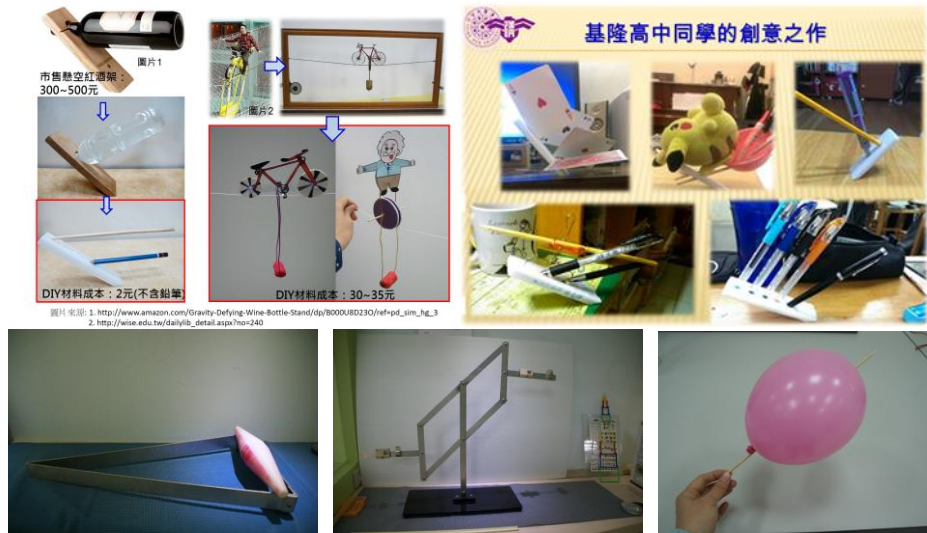 圖片1
市售懸空紅酒架：
300~500元
DIY材料成本：2元(不含鉛筆)
圖片2
DIY材料成本：30~35元
圖片來源: 1. http://www.amazon.com/Gravity-Defying-Wine-Bottle-Stand/dp/B000U8D23O/ref=pd_sim_hg_3
2. http://wise.edu.tw/dailylib_detail.aspx?no=240
基隆高中同學的創意之作